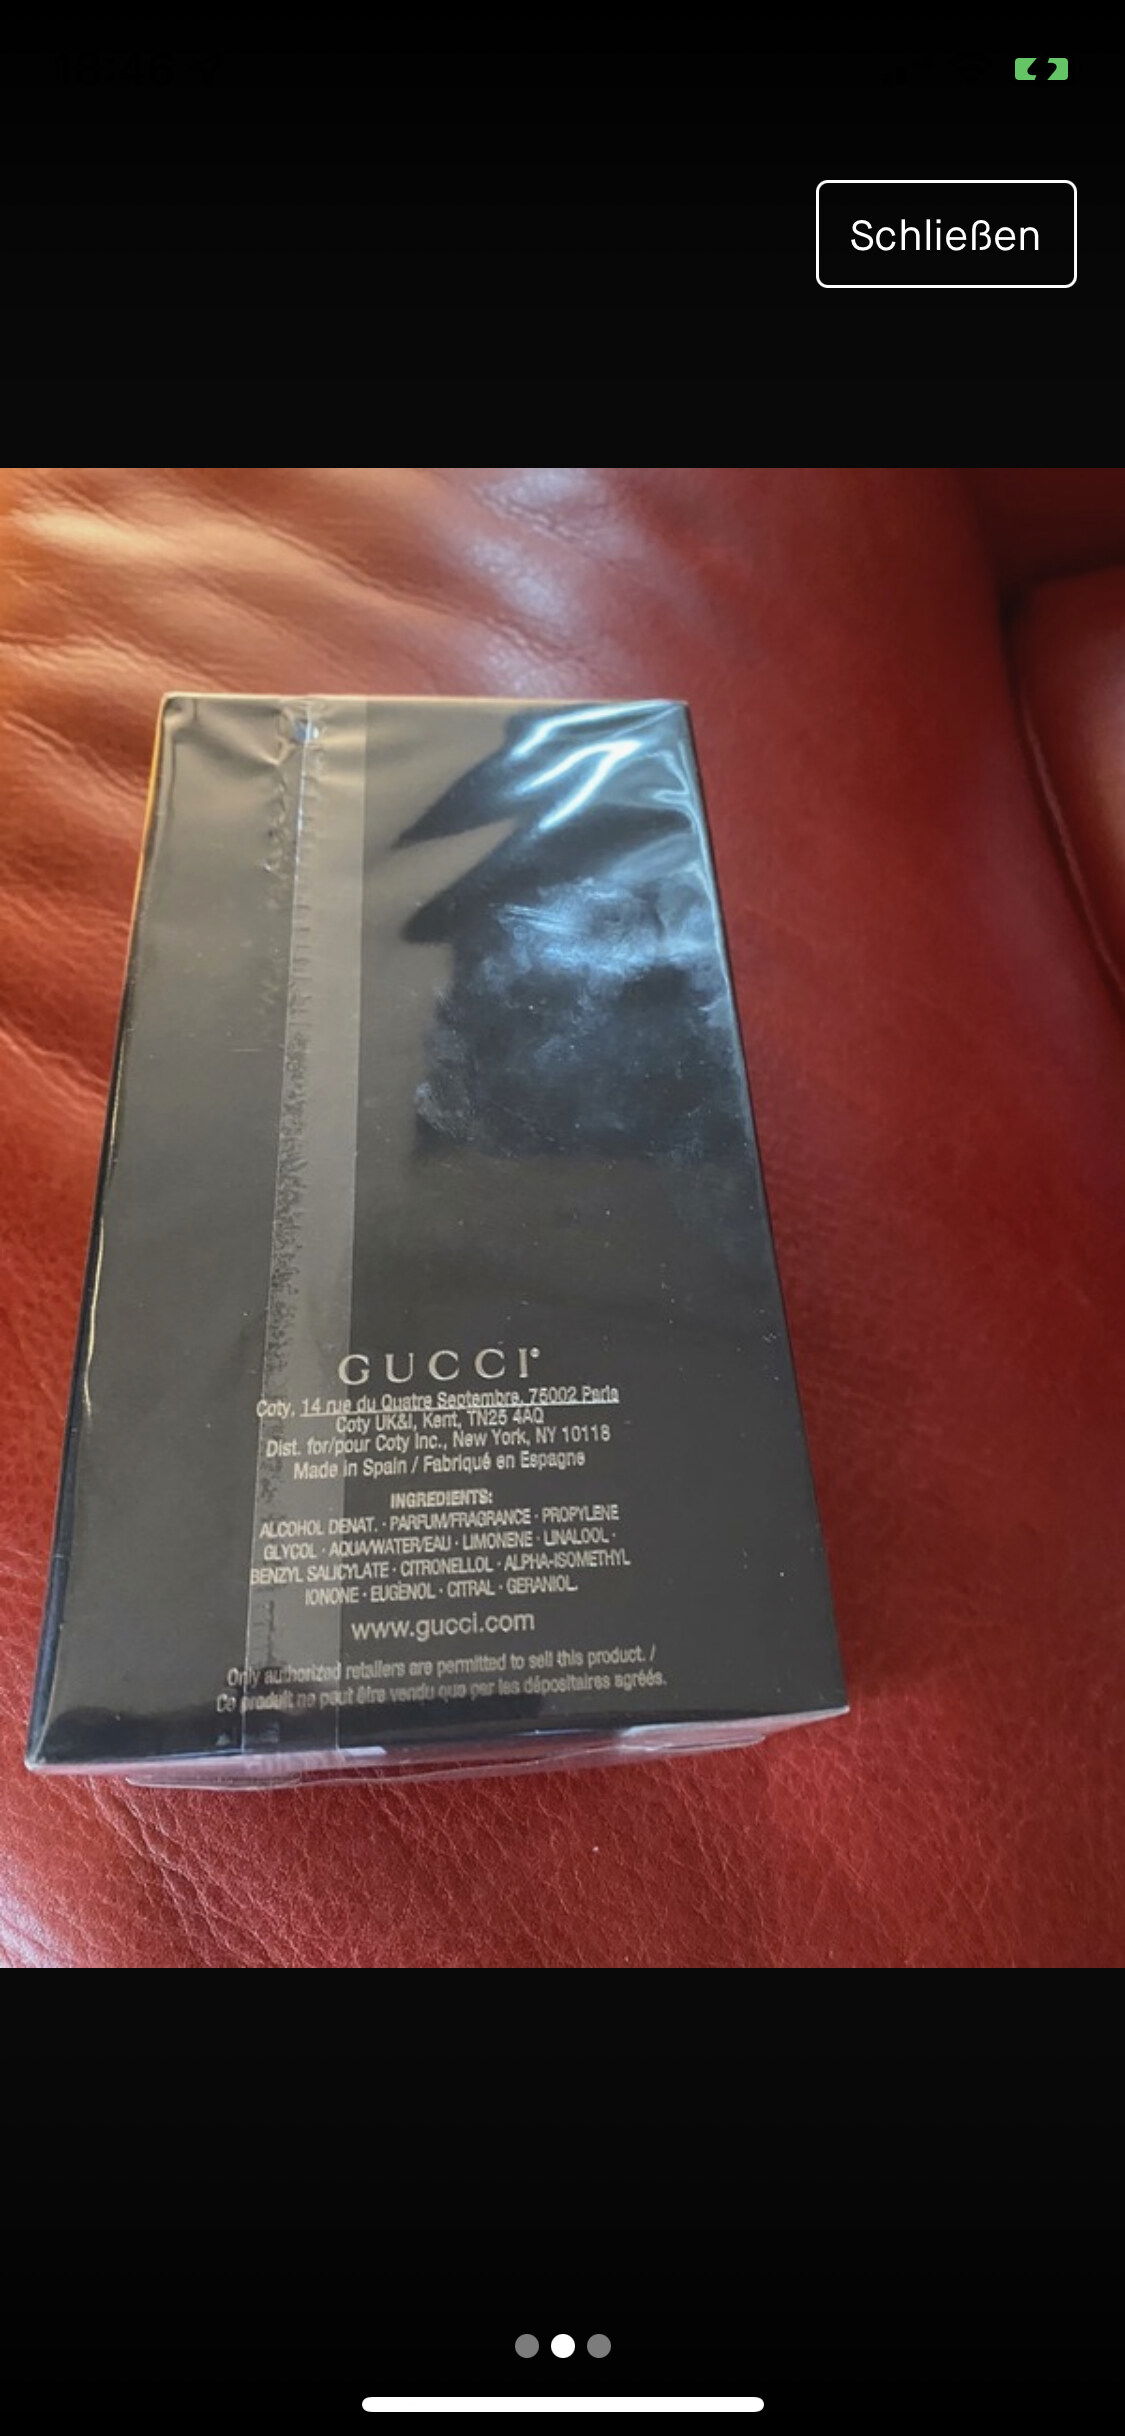 18:46
Schließen
GUCCI
Coty, 14 rue du Quatre Septembre, 75002 Paris
Coty UK&I, Kent, TN25 4AQ
Dist. for/pour Coty Inc., New York, NY 10118
Made in Spain / Fabriqué en Espagne
INGREDIENTS:
ALCOHOL DENAT. · PARFUM/FRAGRANCE · PROPYLENE
GLYCOL · AQUA/WATER/EAU · LIMONENE · LINALOOL ·
BENZYL SALICYLATE · CITRONELLOL · ALPHA-ISOMETHYL
IONONE · EUGENOL · CITRAL · GERANIOL.
www.gucci.com
Only authorized retailers are permitted to sell this product. /
Ce produit ne peut être vendu que par les dépositaires agréés.